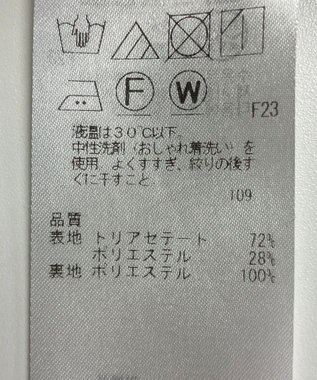 F W F23
液温は30℃以下。
中性洗剤（おしゃれ着洗い）を
使用 よくすすぎ、絞りの後す
ぐに干すこと
109
品質
表地 トリアセテート 72%
ポリエステル 28%
裏地 ポリエステル 100%